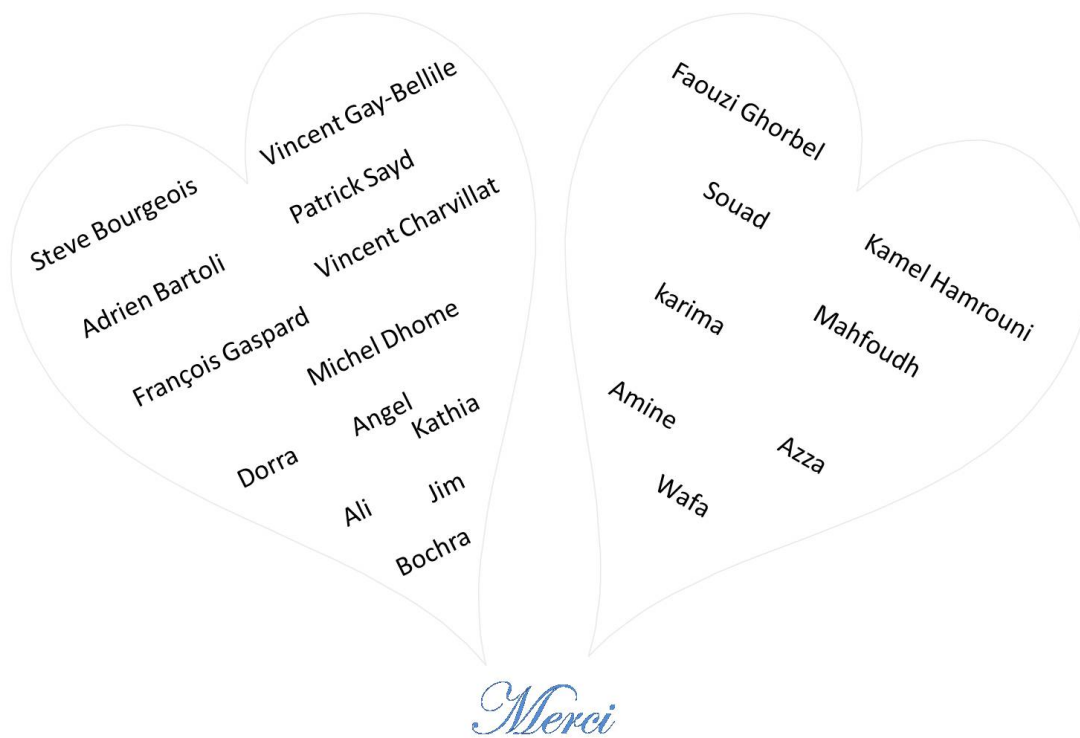 Vincent Gay-Bellile
Patrick Sayd
Steve Bourgeois
Vincent Charvillat
Adrien Bartoli
François Gaspard
Michel Dhome
Angel
Kathia
Dorra
Jim
Ali
Bochra
Faouzi Ghorbel
Souad
Kamel Hamrouni
karima
Mahfoudh
Amine
Azza
Wafa
Merci